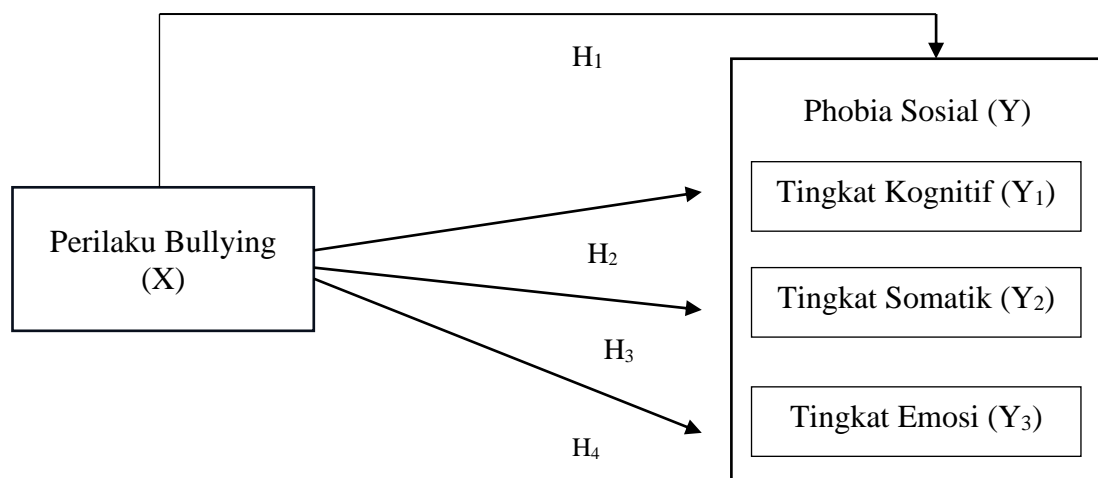 H₁
Phobia Sosial (Y)
Tingkat Kognitif (Y₁)
Perilaku Bullying
(X)
H₂
Tingkat Somatik (Y₂)
H₃
Tingkat Emosi (Y₃)
H₄